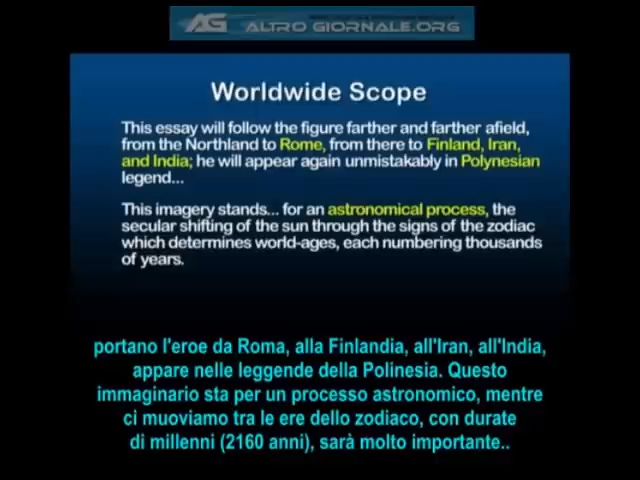 AG ALTRO GIORNALE.ORG
Worldwide Scope
This essay will follow the figure farther and farther afield,
from the Northland to Rome, from there to Finland, Iran,
and India; he will appear again unmistakably in Polynesian
legend...
This imagery stands... for an astronomical process, the
secular shifting of the sun through the signs of the zodiac
which determines world-ages, each numbering thousands
of years.
portano l'eroe da Roma, alla Finlandia, all'Iran, all'India,
appare nelle leggende della Polinesia. Questo
immaginario sta per un processo astronomico, mentre
ci muoviamo tra le ere dello zodiaco, con durate
di millenni (2160 anni), sarà molto importante..